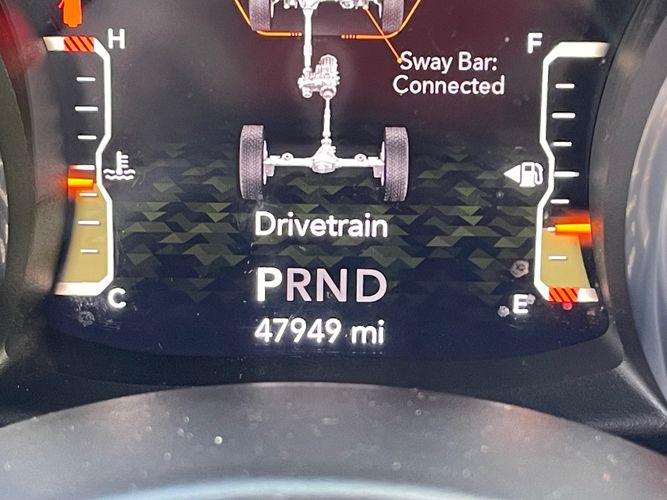 H
F
Sway Bar:
Connected
Drivetrain
PRND
C
E
47949 mi